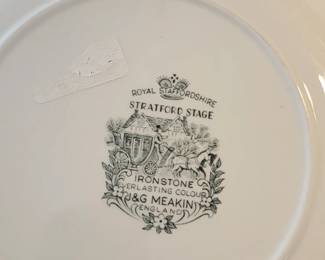 ROYAL STAFFORDSHIRE
STRATFORD STAGE
IRONSTONE
EVERLASTING COLOUR
J&G MEAKIN
ENGLAND